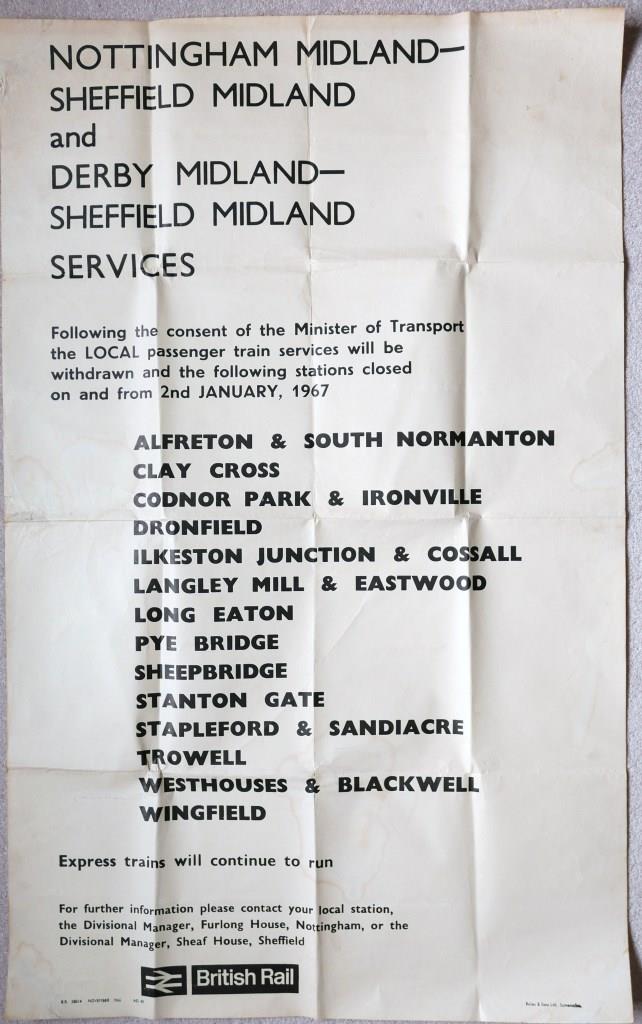 NOTTINGHAM MIDLAND—
SHEFFIELD MIDLAND
and
DERBY MIDLAND—
SHEFFIELD MIDLAND
SERVICES
Following the consent of the Minister of Transport
the LOCAL passenger train services will be
withdrawn and the following stations closed
on and from 2nd JANUARY, 1967
ALFRETON & SOUTH NORMANTON
CLAY CROSS
CODNOR PARK & IRONVILLE
DRONFIELD
ILKESTON JUNCTION & COSSALL
LANGLEY MILL & EASTWOOD
LONG EATON
PYE BRIDGE
SHEEPBRIDGE
STANTON GATE
STAPLEFORD & SANDIACRE
TROWELL
WESTHOUSES & BLACKWELL
WINGFIELD
Express trains will continue to run
For further information please contact your local station,
the Divisional Manager, Furlong House, Nottingham, or the
Divisional Manager, Sheaf House, Sheffield
British Rail
B.R. NOVEMBER 1966